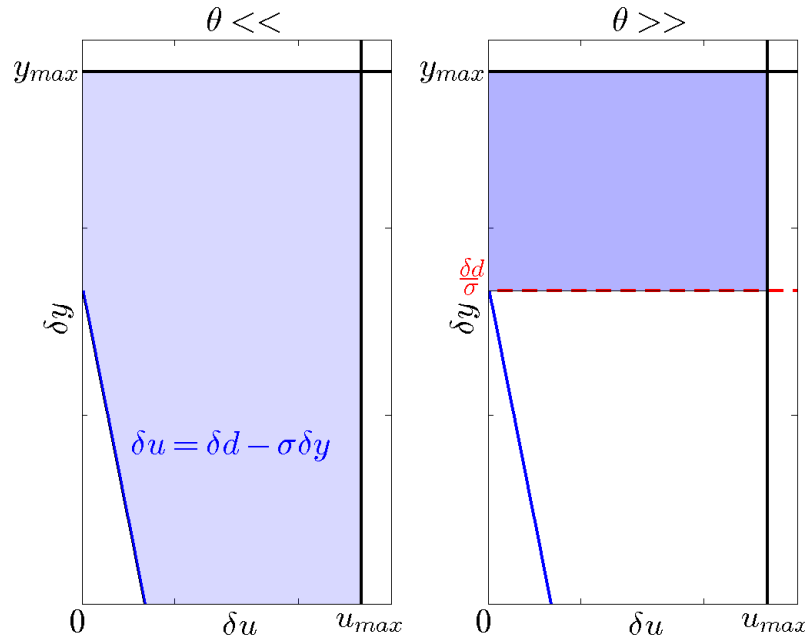 θ <<
y_max
δy
δu = δd − σδy
0
δu
u_max
θ >>
y_max
δd/σ
δy
0
δu
u_max